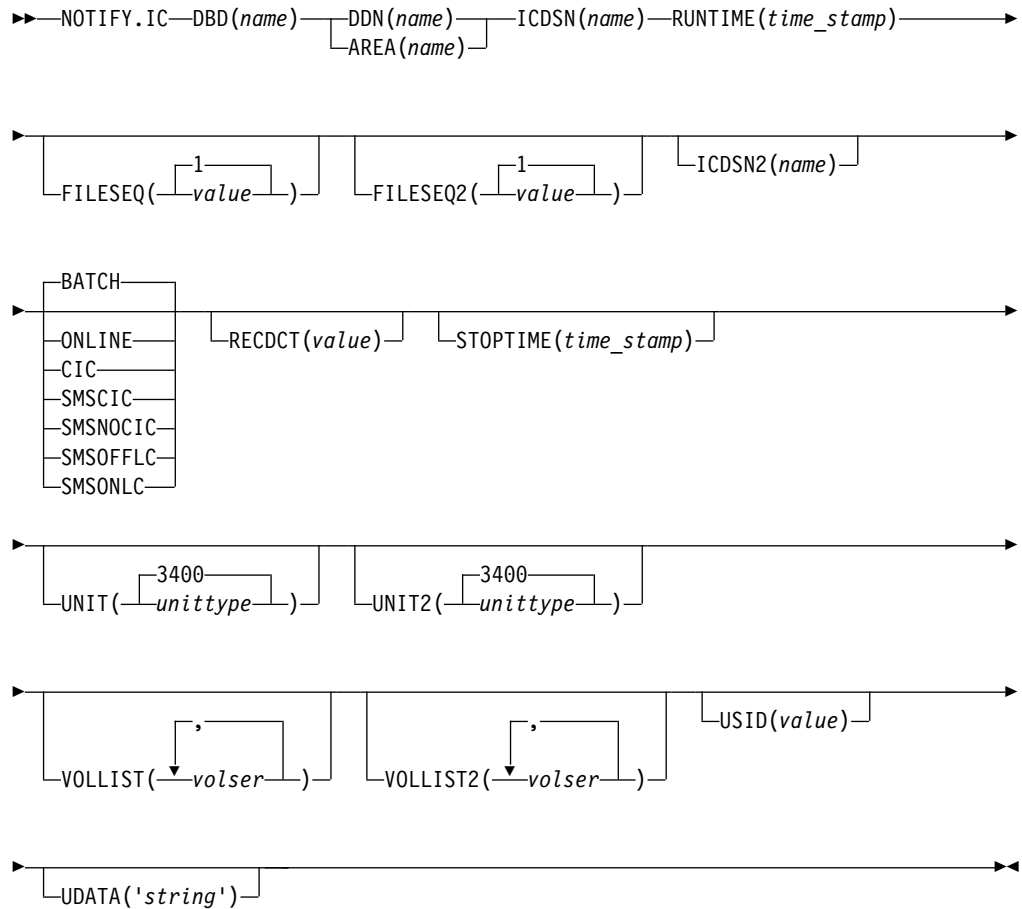 NOTIFY.IC DBD(name) DDN(name) ICDSN(name) RUNTIME(time_stamp)
AREA(name)
1 1 ICDSN2(name)
FILESEQ( value ) FILESEQ2( value )
BATCH
ONLINE RECDCT(value) STOPTIME(time_stamp)
CIC
SMSCIC
SMSNOCIC
SMSOFFLC
SMSONLC
3400 3400
UNIT( unittype ) UNIT2( unittype )
, , USID(value)
VOLLIST( volser ) VOLLIST2( volser )
UDATA('string')